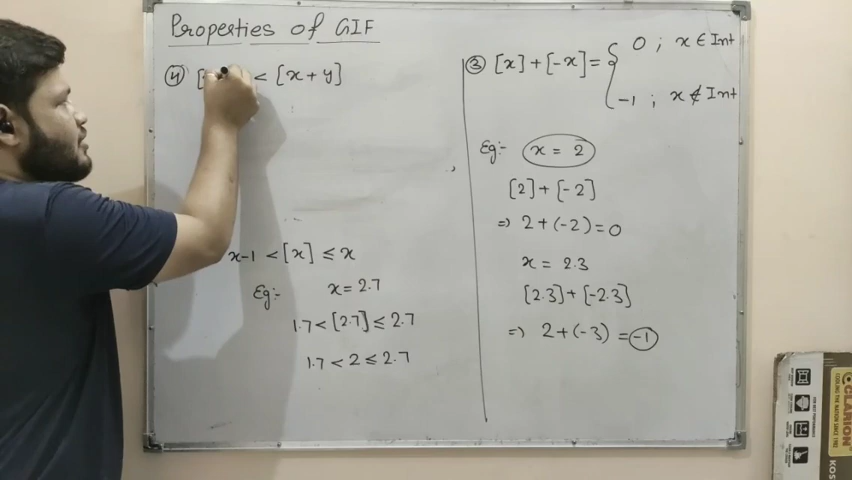 Properties of GIF
④ [ < [x+y]
x-1 < [x] ≤ x
Eg:- x = 2.7
1.7 < [2.7] ≤ 2.7
1.7 < 2 ≤ 2.7
③ [x] + [-x] = { 0 ; x ∈ Int
-1 ; x ∉ Int
Eg:- x = 2
[2] + [-2]
⇒ 2 + (-2) = 0
x = 2.3
[2.3] + [-2.3]
⇒ 2 + (-3) = -1
CLARION
KOS